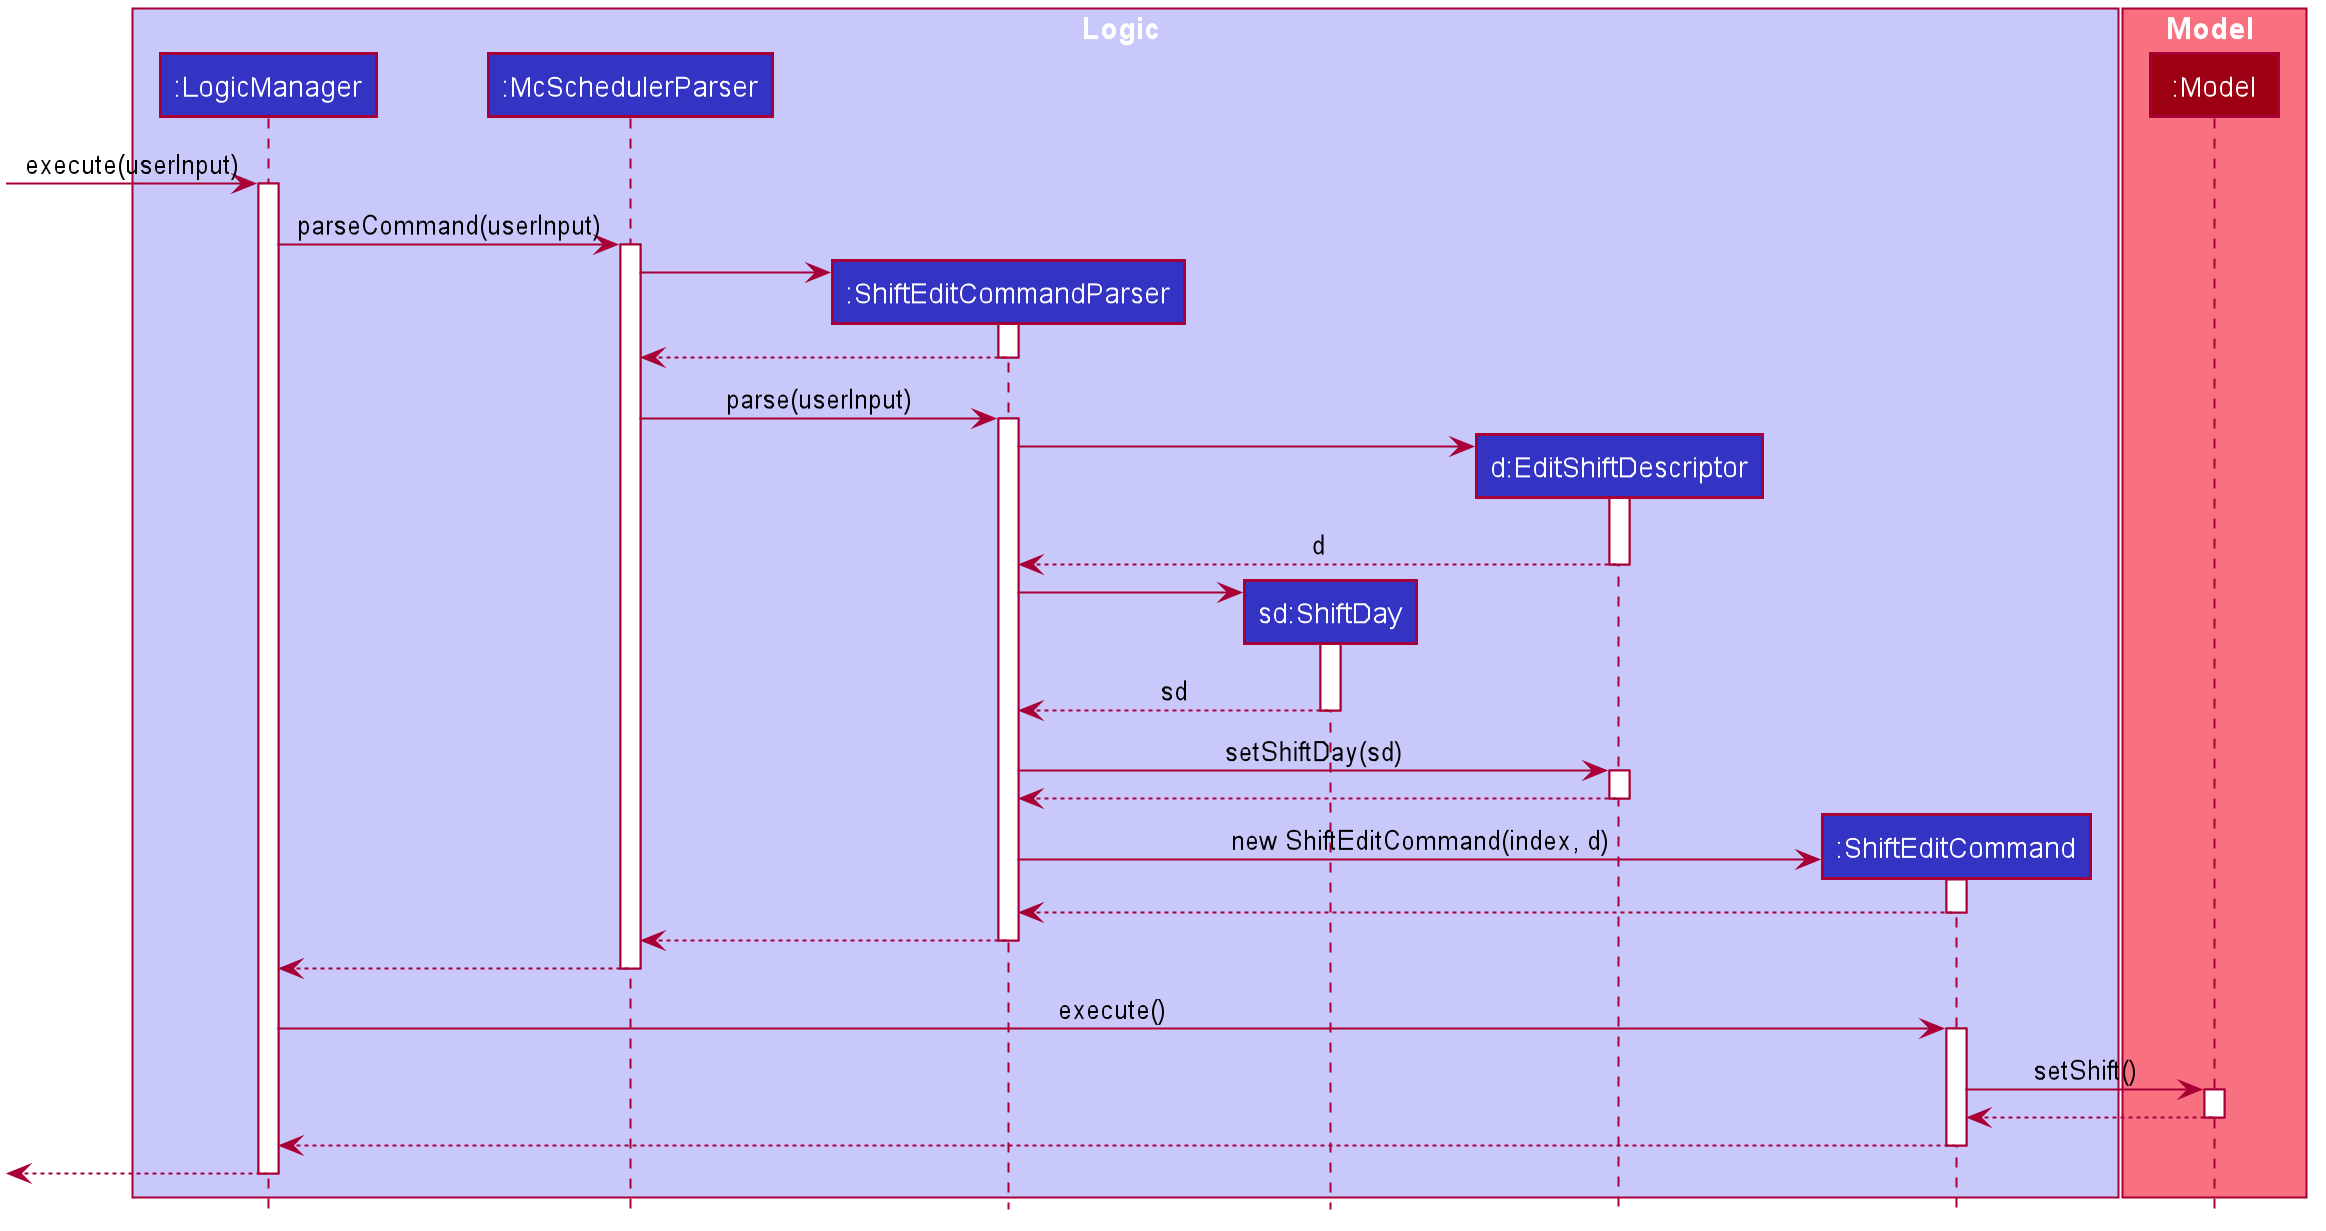 Logic
Model
:LogicManager
:McSchedulerParser
:Model
execute(userInput)
parseCommand(userInput)
:ShiftEditCommandParser
parse(userInput)
d:EditShiftDescriptor
d
sd:ShiftDay
sd
setShiftDay(sd)
new ShiftEditCommand(index, d)
:ShiftEditCommand
execute()
setShift()